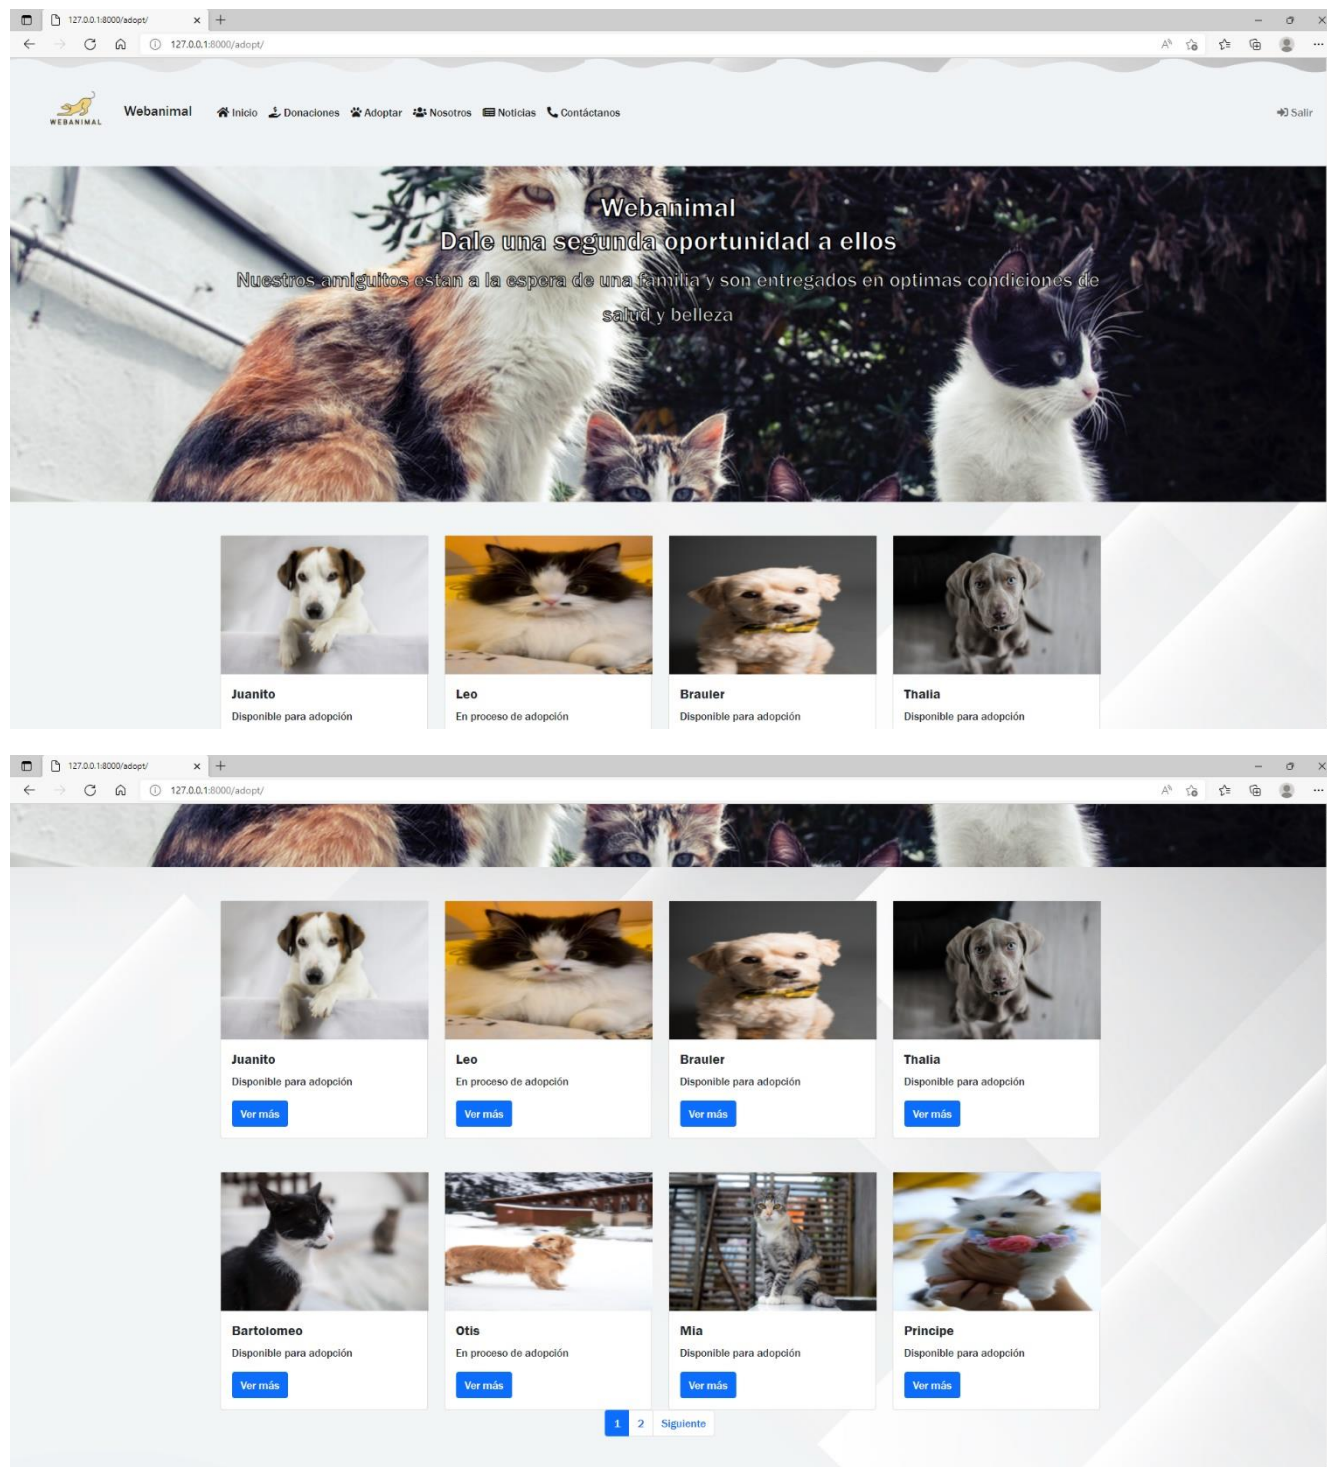 127.0.0.1:8000/adopt/
127.0.0.1:8000/adopt/
WEBANIMAL
Webanimal Inicio Donaciones Adoptar Nosotros Noticias Contáctanos Salir
Webanimal
Dale una segunda oportunidad a ellos
Nuestros amiguitos estan a la espera de una familia y son entregados en optimas condiciones de
salud y belleza
Juanito Leo Brauler Thalia
Disponible para adopción En proceso de adopción Disponible para adopción Disponible para adopción
127.0.0.1:8000/adopt/
127.0.0.1:8000/adopt/
Juanito Leo Brauler Thalia
Disponible para adopción En proceso de adopción Disponible para adopción Disponible para adopción
Ver más Ver más Ver más Ver más
Bartolomeo Otis Mia Principe
Disponible para adopción En proceso de adopción Disponible para adopción Disponible para adopción
Ver más Ver más Ver más Ver más
1 2 Siguiente